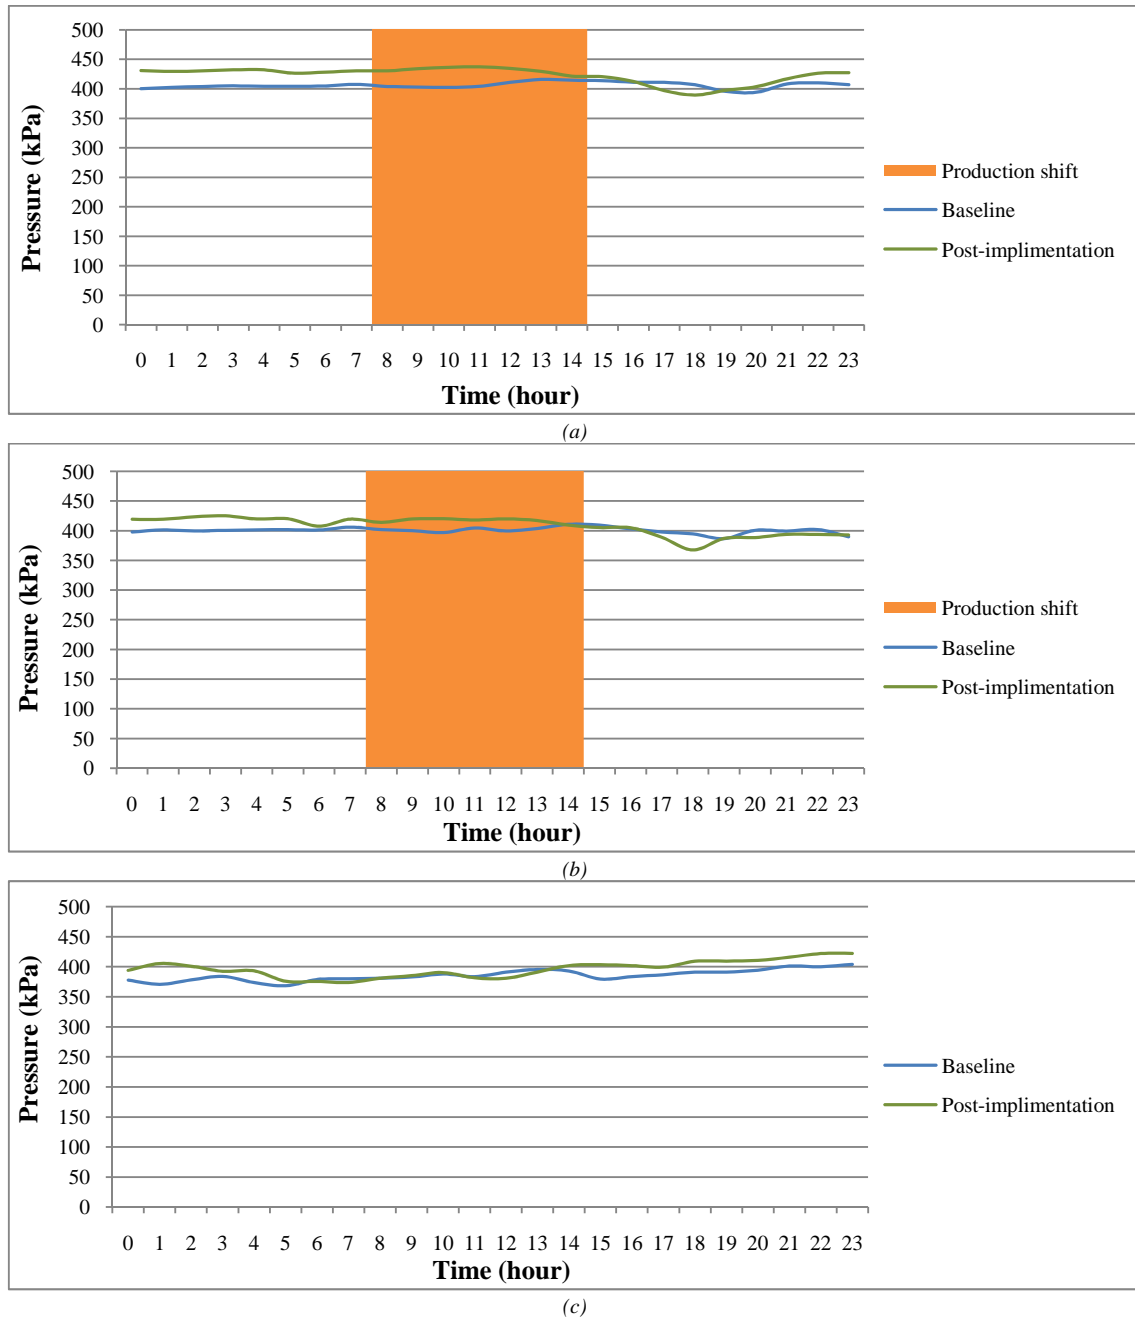 500
450
400
350
300
250
200
150
100
50
0
Pressure (kPa)
0 1 2 3 4 5 6 7 8 9 10 11 12 13 14 15 16 17 18 19 20 21 22 23
Time (hour)
Production shift
Baseline
Post-implimentation
(a)
500
450
400
350
300
250
200
150
100
50
0
Pressure (kPa)
0 1 2 3 4 5 6 7 8 9 10 11 12 13 14 15 16 17 18 19 20 21 22 23
Time (hour)
Production shift
Baseline
Post-implimentation
(b)
500
450
400
350
300
250
200
150
100
50
0
Pressure (kPa)
0 1 2 3 4 5 6 7 8 9 10 11 12 13 14 15 16 17 18 19 20 21 22 23
Time (hour)
Baseline
Post-implimentation
(c)